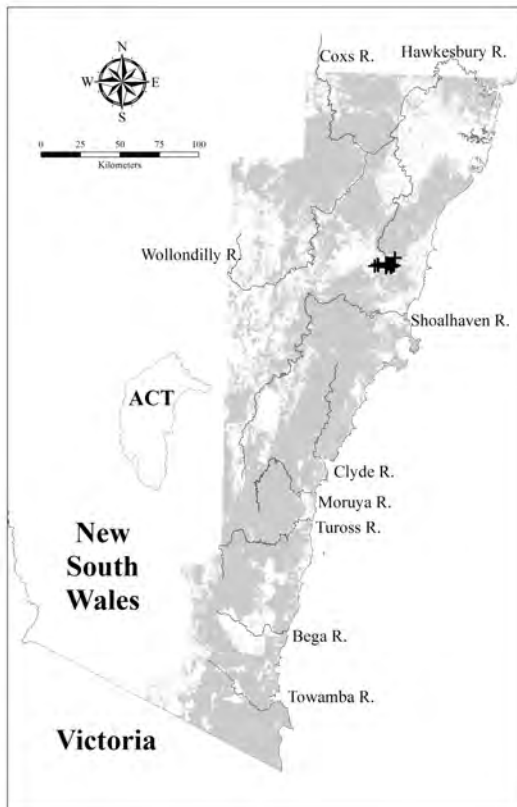 Coxs R.
Hawkesbury R.
N
W
E
S
0
25
50
100
Kilometers
Wollondilly R.
Shoalhaven R.
ACT
Clyde R.
Moruya R.
Tuross R.
New
South
Wales
Bega R.
Towamba R.
Victoria